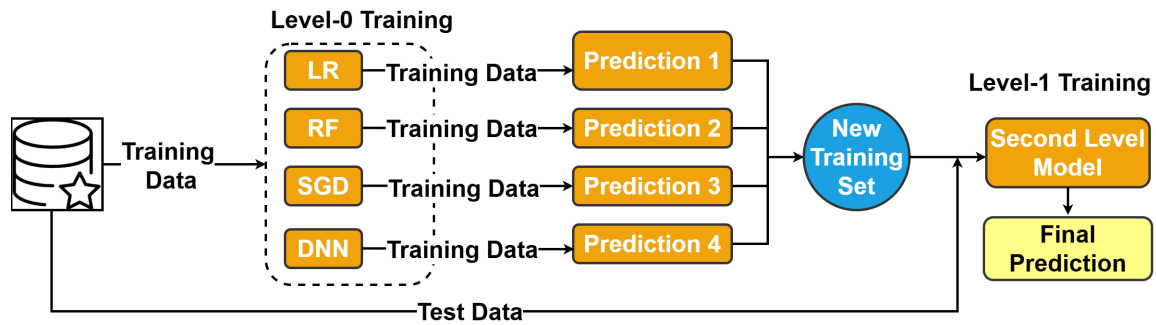 Level-0 Training
LR
Training Data
Prediction 1
RF
Training Data
Prediction 2
SGD
Training Data
Prediction 3
DNN
Training Data
Prediction 4
Training
Data
New
Training
Set
Level-1 Training
Second Level
Model
Final
Prediction
Test Data